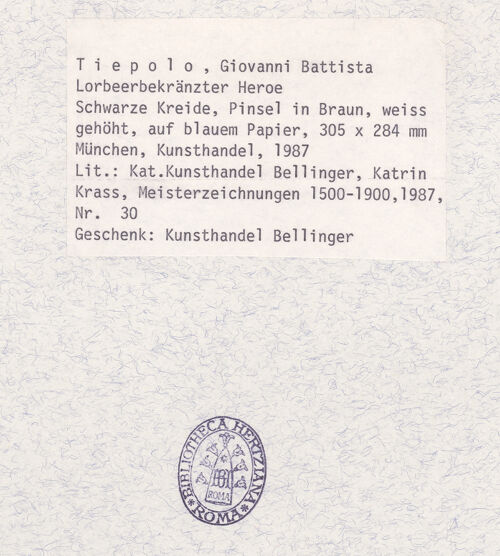 T i e p o l o , Giovanni Battista
Lorbeerbekränzter Heroe
Schwarze Kreide, Pinsel in Braun, weiss
gehöht, auf blauem Papier, 305 x 284 mm
München, Kunsthandel, 1987
Lit.: Kat.Kunsthandel Bellinger, Katrin
Krass, Meisterzeichnungen 1500-1900,1987,
Nr.  30
Geschenk: Kunsthandel Bellinger
*BIBLIOTHECA HERTZIANA*
BH
ROMA
ROMA